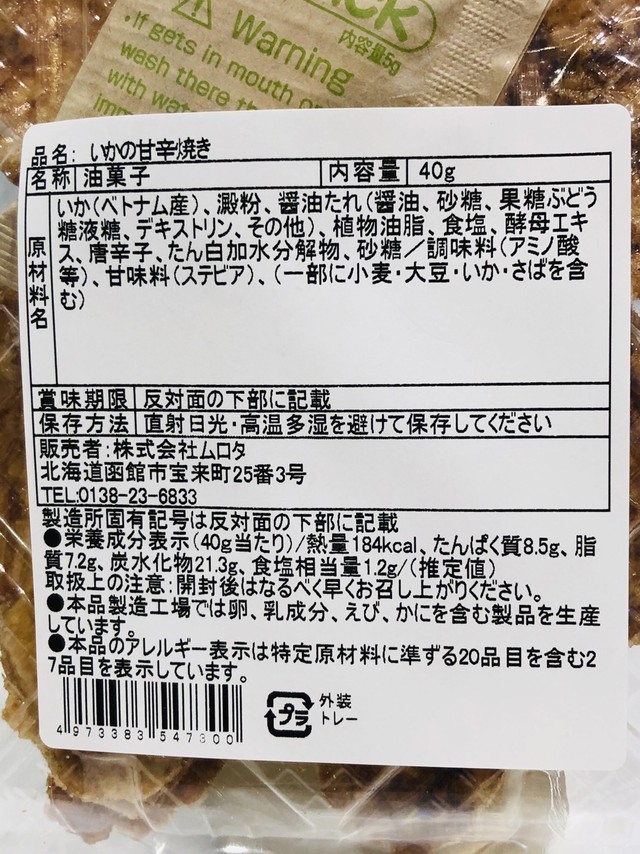 ck
内容量5g
Warning
・If gets in mouth or
wash there th
with wat
imm
品名: いかの甘辛焼き
名称 油菓子 内容量 40g
原材料名
いか(ベトナム産)、澱粉、醤油たれ(醤油、砂糖、果糖ぶどう
糖液糖、デキストリン、その他)、植物油脂、食塩、酵母エキ
ス、唐辛子、たん白加水分解物、砂糖／調味料(アミノ酸
等)、甘味料(ステビア)、(一部に小麦・大豆・いか・さばを含
む)
賞味期限 反対面の下部に記載
保存方法 直射日光・高温多湿を避けて保存してください
販売者:株式会社ムロタ
北海道函館市宝来町25番3号
TEL:0138-23-6833
製造所固有記号は反対面の下部に記載
●栄養成分表示(40g当たり)/熱量184kcal、たんぱく質8.5g、脂
質7.2g、炭水化物21.3g、食塩相当量1.2g/(推定値)
取扱上の注意:開封後はなるべく早くお召し上がりください。
●本品製造工場では卵、乳成分、えび、かにを含む製品を生産
しています。
●本品のアレルギー表示は特定原材料に準ずる20品目を含む2
7品目を表示しています。
4973383547300
プラ
外装
トレー